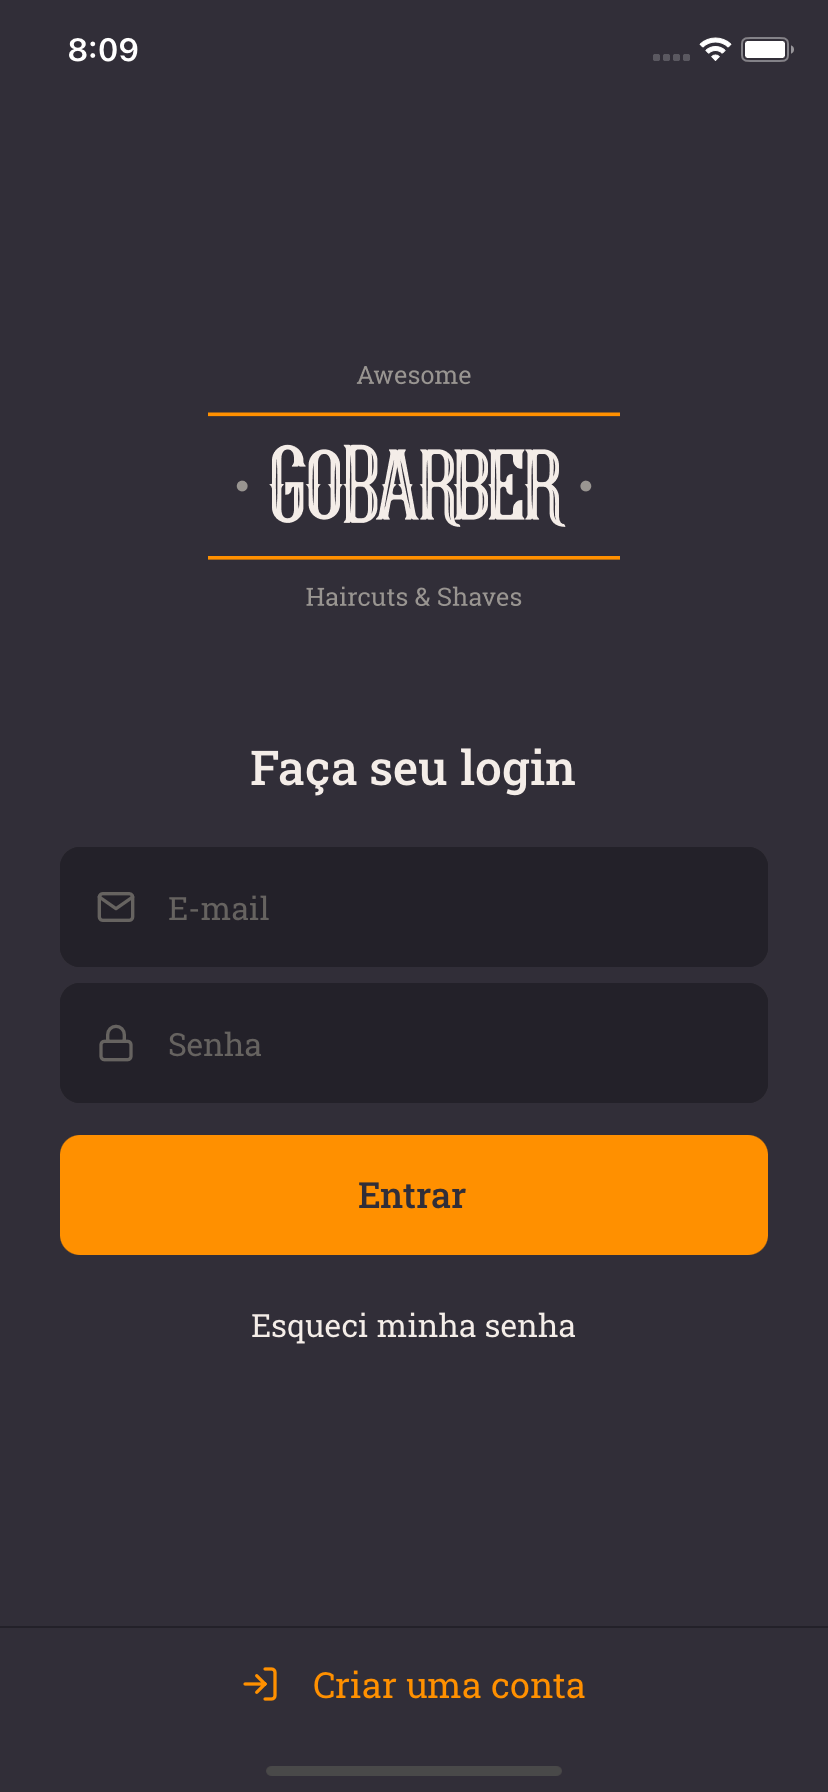 8:09
Awesome
• GOBARBER •
Haircuts & Shaves
Faça seu login
E-mail
Senha
Entrar
Esqueci minha senha
Criar uma conta